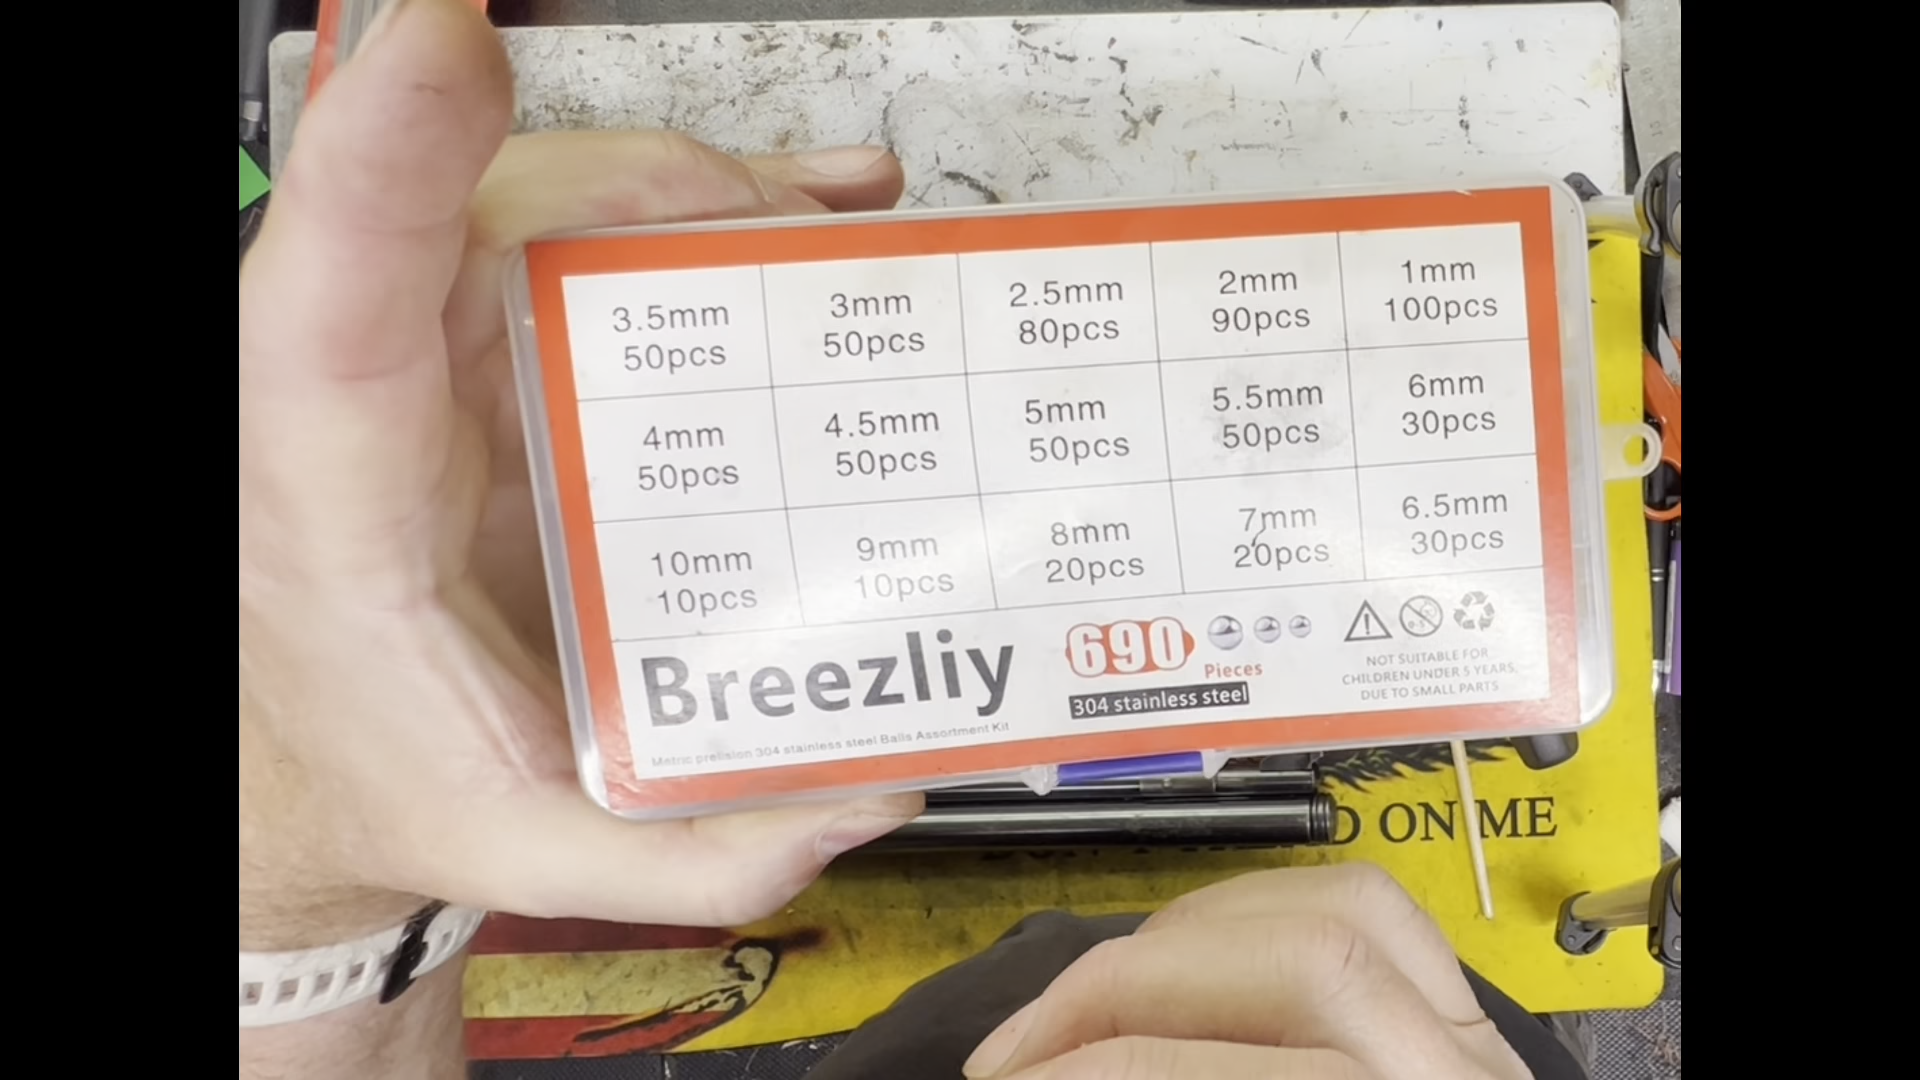 3.5mm
50pcs
3mm
50pcs
2.5mm
80pcs
2mm
90pcs
1mm
100pcs
4mm
50pcs
4.5mm
50pcs
5mm
50pcs
5.5mm
50pcs
6mm
30pcs
10mm
10pcs
9mm
10pcs
8mm
20pcs
7mm
20pcs
6.5mm
30pcs
Breezliy
Metric prelision 304 stainless steel Balls Assortment Kit
690
Pieces
304 stainless steel
0-3
NOT SUITABLE FOR
CHILDREN UNDER 5 YEARS,
DUE TO SMALL PARTS
D ON ME